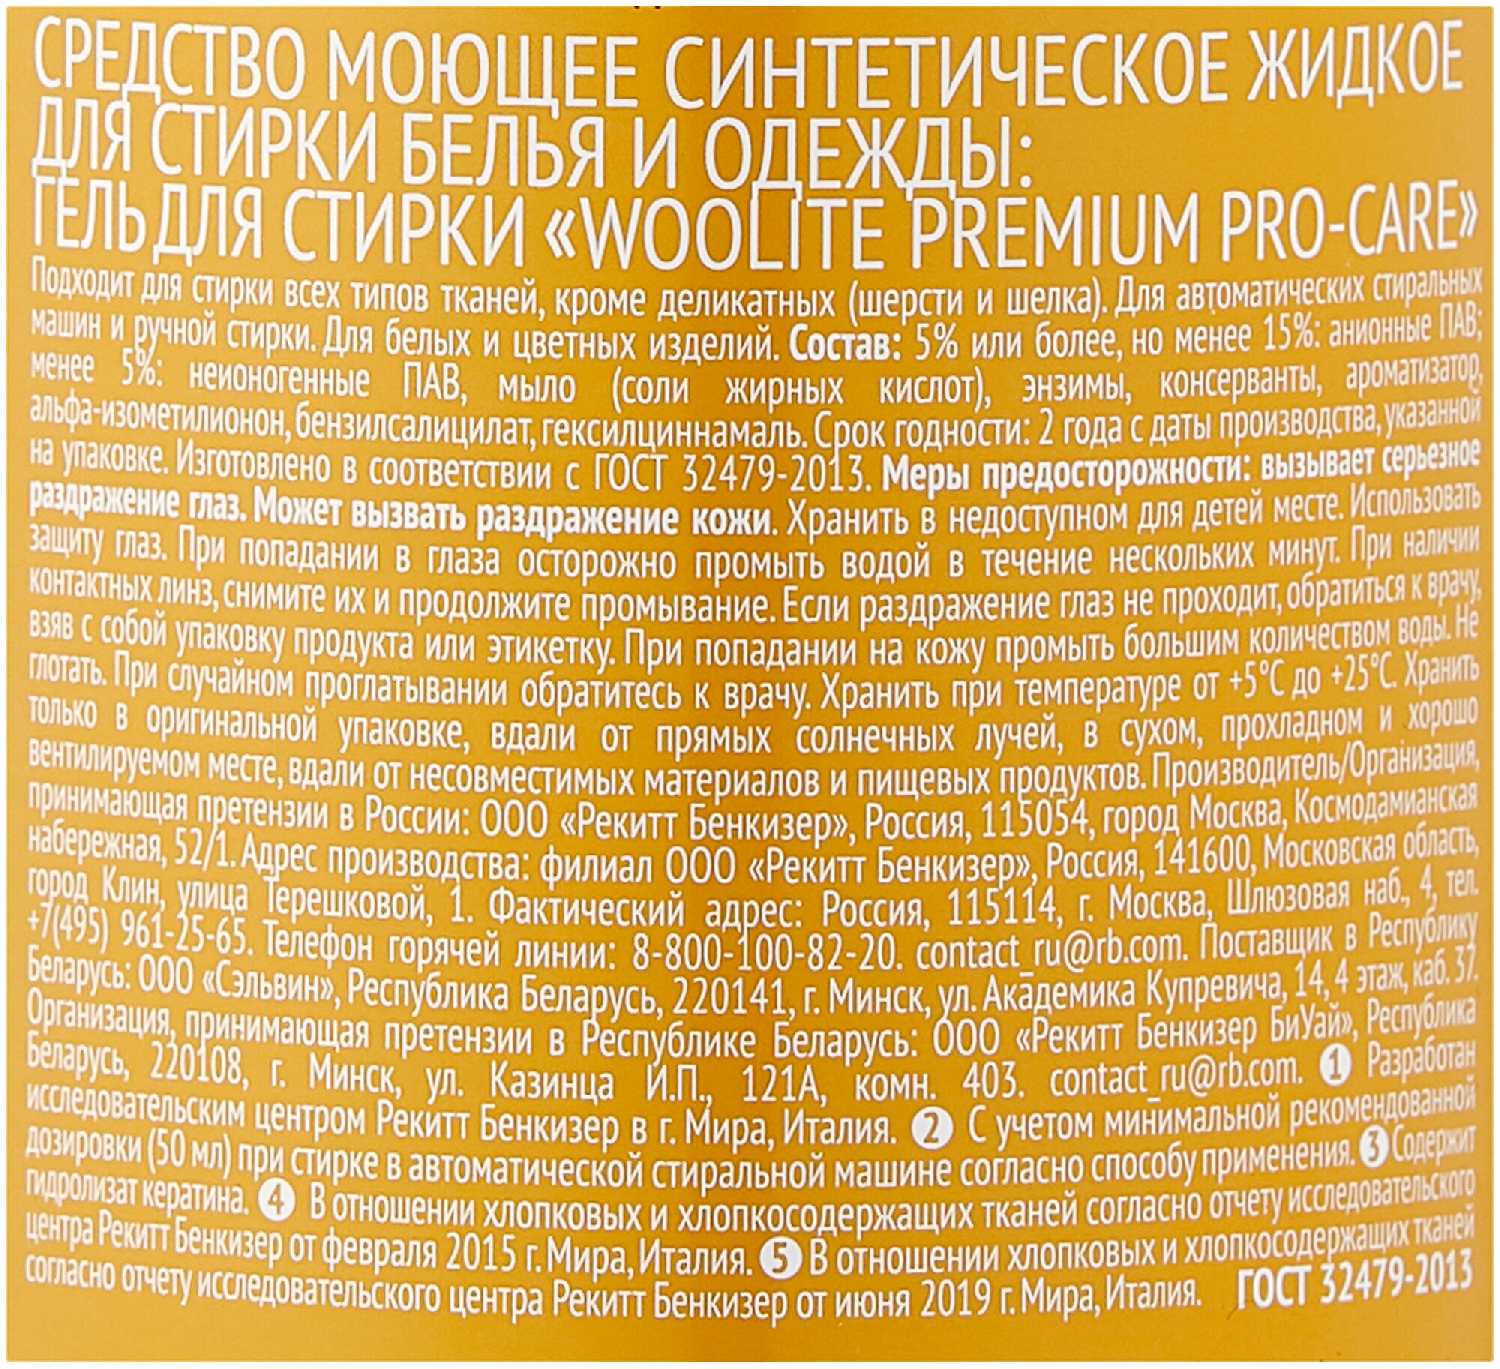 СРЕДСТВО МОЮЩЕЕ СИНТЕТИЧЕСКОЕ ЖИДКОЕ
ДЛЯ СТИРКИ БЕЛЬЯ И ОДЕЖДЫ:
ГЕЛЬ ДЛЯ СТИРКИ «WOOLITE PREMIUM PRO-CARE»
Подходит для стирки всех типов тканей, кроме деликатных (шерсти и шелка). Для автоматических стиральных
машин и ручной стирки. Для белых и цветных изделий. Состав: 5% или более, но менее 15%: анионные ПАВ;
менее 5%: неионогенные ПАВ, мыло (соли жирных кислот), энзимы, консерванты, ароматизатор,
альфа-изометилионон, бензилсалицилат, гексилциннамаль. Срок годности: 2 года с даты производства, указанной
на упаковке. Изготовлено в соответствии с ГОСТ 32479-2013. Меры предосторожности: вызывает серьезное
раздражение глаз. Может вызвать раздражение кожи. Хранить в недоступном для детей месте. Использовать
защиту глаз. При попадании в глаза осторожно промыть водой в течение нескольких минут. При наличии
контактных линз, снимите их и продолжите промывание. Если раздражение глаз не проходит, обратиться к врачу,
взяв с собой упаковку продукта или этикетку. При попадании на кожу промыть большим количеством воды. Не
глотать. При случайном проглатывании обратитесь к врачу. Хранить при температуре от +5°С до +25°С. Хранить
только в оригинальной упаковке, вдали от прямых солнечных лучей, в сухом, прохладном и хорошо
вентилируемом месте, вдали от несовместимых материалов и пищевых продуктов. Производитель/Организация,
принимающая претензии в России: ООО «Рекитт Бенкизер», Россия, 115054, город Москва, Космодамианская
набережная, 52/1. Адрес производства: филиал ООО «Рекитт Бенкизер», Россия, 141600, Московская область,
город Клин, улица Терешковой, 1. Фактический адрес: Россия, 115114, г. Москва, Шлюзовая наб., 4, тел.
+7(495) 961-25-65. Телефон горячей линии: 8-800-100-82-20. contact_ru@rb.com. Поставщик в Республику
Беларусь: ООО «Сэльвин», Республика Беларусь, 220141, г. Минск, ул. Академика Купревича, 14, 4 этаж, каб. 37.
Организация, принимающая претензии в Республике Беларусь: ООО «Рекитт Бенкизер БиУай», Республика
Беларусь, 220108, г. Минск, ул. Казинца И.П., 121А, комн. 403. contact_ru@rb.com. 1 Разработан
исследовательским центром Рекитт Бенкизер в г. Мира, Италия. 2 С учетом минимальной рекомендованной
дозировки (50 мл) при стирке в автоматической стиральной машине согласно способу применения. 3 Содержит
гидролизат кератина. 4 В отношении хлопковых и хлопкосодержащих тканей согласно отчету исследовательского
центра Рекитт Бенкизер от февраля 2015 г. Мира, Италия. 5 В отношении хлопковых и хлопкосодержащих тканей
согласно отчету исследовательского центра Рекитт Бенкизер от июня 2019 г. Мира, Италия. ГОСТ 32479-2013